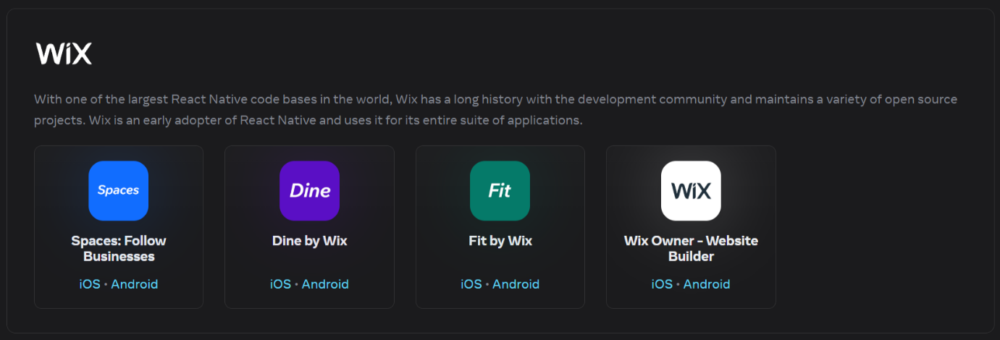 WiX
With one of the largest React Native code bases in the world, Wix has a long history with the development community and maintains a variety of open source
projects. Wix is an early adopter of React Native and uses it for its entire suite of applications.
Spaces
Spaces: Follow
Businesses
iOS • Android
Dine
Dine by Wix
iOS • Android
Fit
Fit by Wix
iOS • Android
WiX
Wix Owner - Website
Builder
iOS • Android